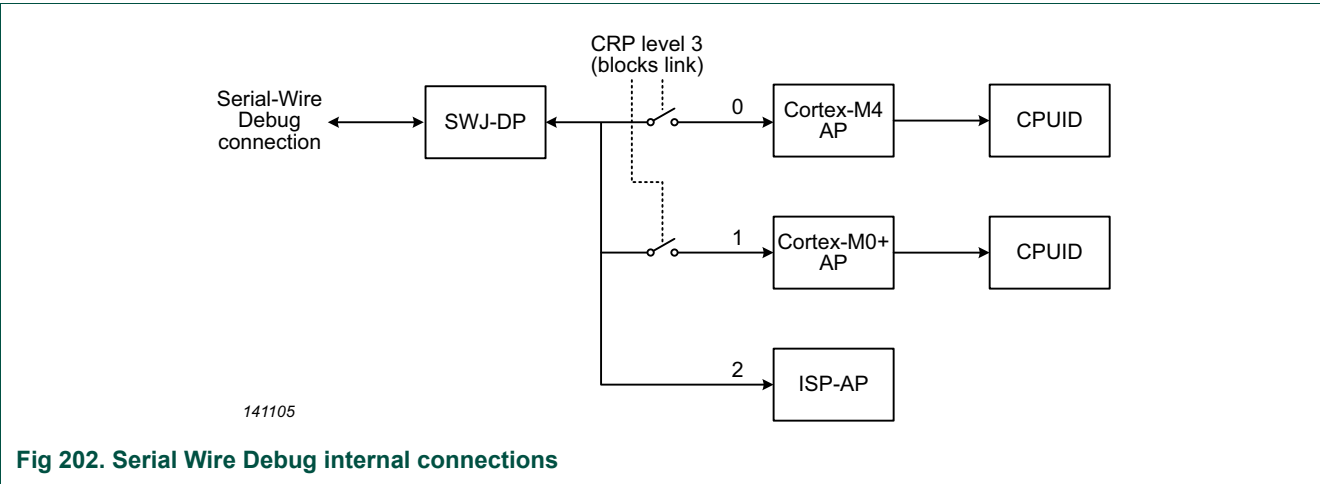 CRP level 3
(blocks link)
Serial-Wire
Debug
connection
SWJ-DP
0
Cortex-M4
AP
CPUID
1
Cortex-M0+
AP
CPUID
2
ISP-AP
141105
Fig 202. Serial Wire Debug internal connections